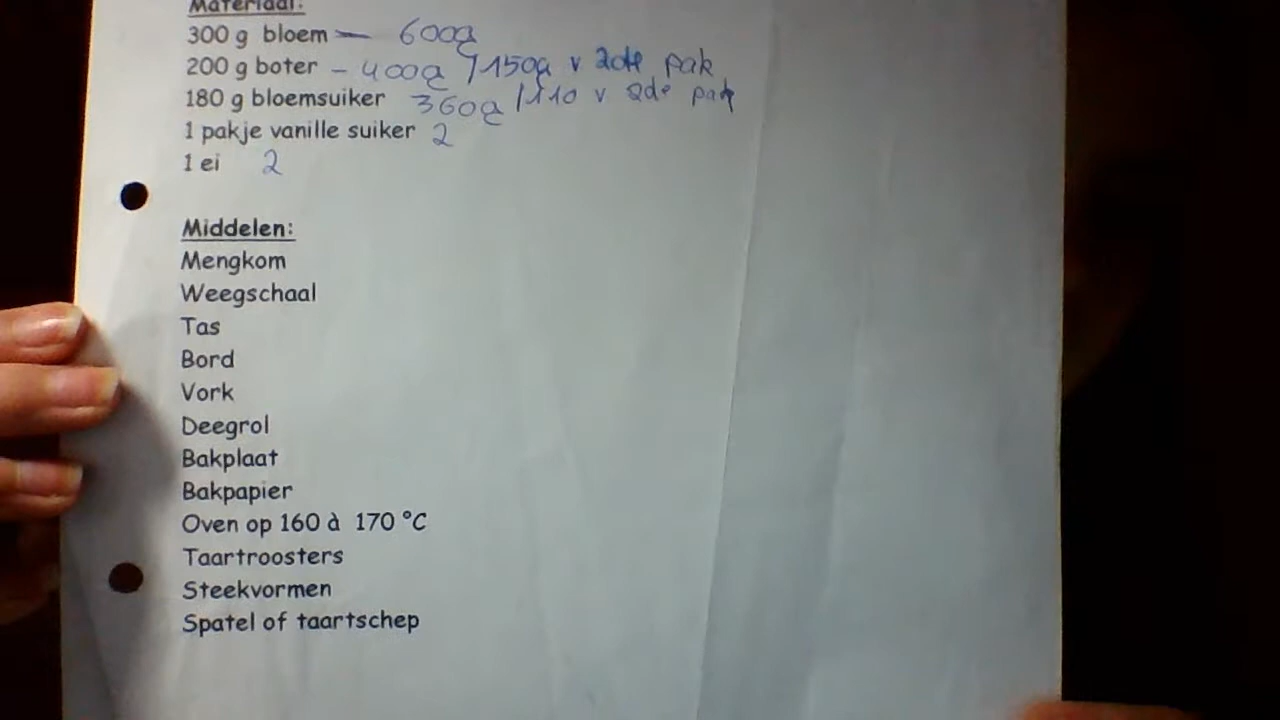 Materiaal:
300 g bloem — 600g
200 g boter - 400g /150g v 2de pak
180 g bloemsuiker 360g /110 v 2de pak
1 pakje vanille suiker 2
1 ei 2
Middelen:
Mengkom
Weegschaal
Tas
Bord
Vork
Deegrol
Bakplaat
Bakpapier
Oven op 160 à 170 °C
Taartroosters
Steekvormen
Spatel of taartschep